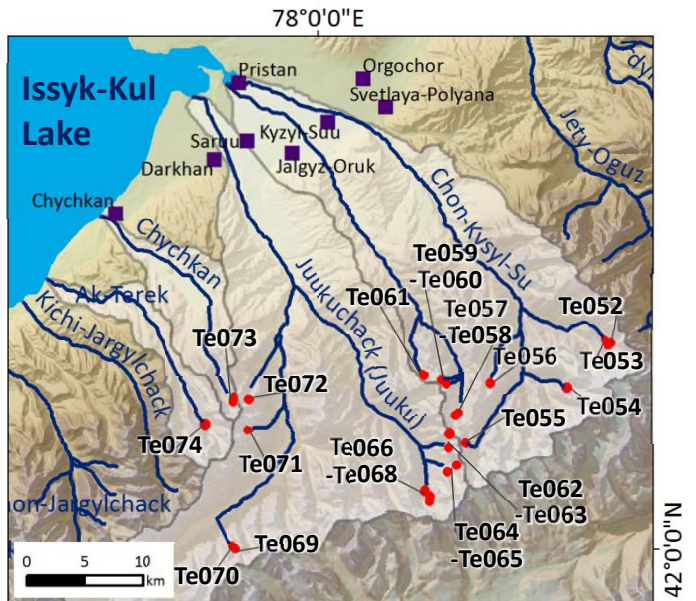 78°0'0"E
Issyk-Kul
Lake
Pristan
Orgochor
Svetlaya-Polyana
Kyzyl-Suu
Saruu
Jalgyz-Oruk
Darkhan
Jety-Oguz
Chychkan
Chychkan
Chon-Kysyl-Su
Ak-Terek
Kichi-Jargylchack
Juukuchack (Juuku)
Te059
-Te060
Te061
Te057
-Te058
Te052
Te053
Te073
Te056
Te072
Te054
Te055
Te074
Te071
Te066
-Te068
Te062
-Te063
hon-Jargylchack
Te064
-Te065
Te069
Te070
0 5 10
km
42°0'0"N